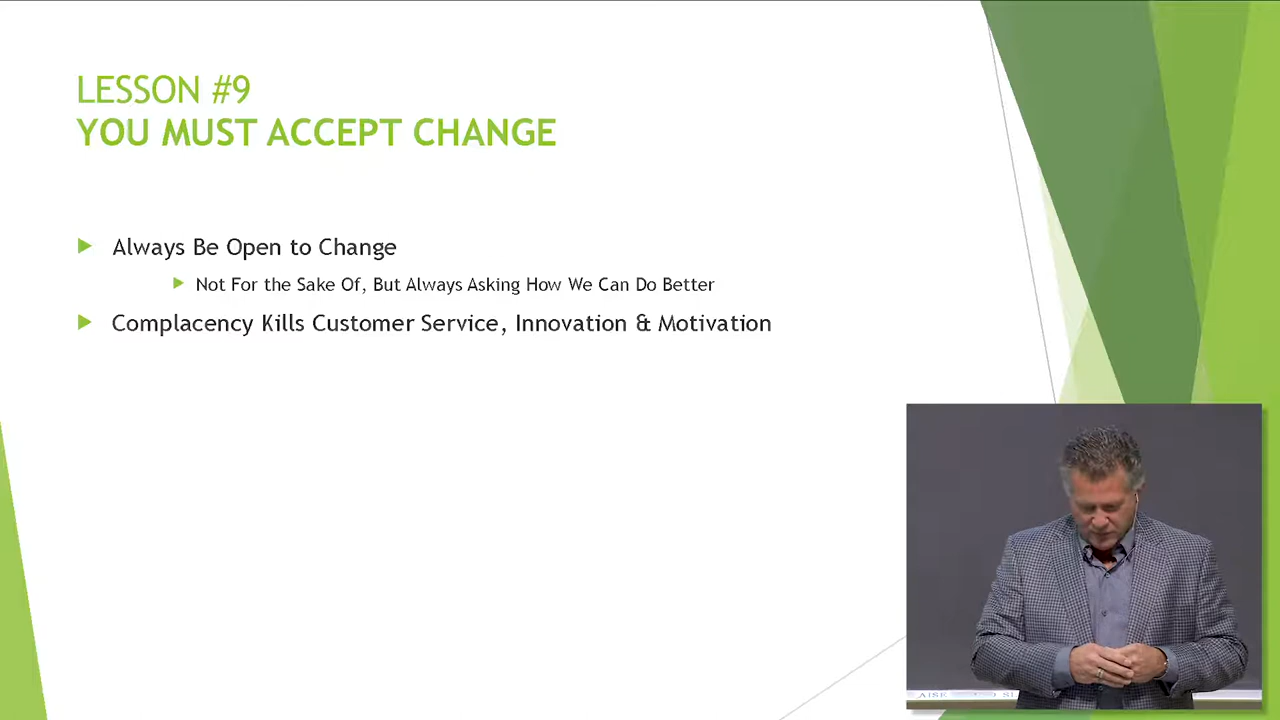 LESSON #9
YOU MUST ACCEPT CHANGE
Always Be Open to Change
Not For the Sake Of, But Always Asking How We Can Do Better
Complacency Kills Customer Service, Innovation & Motivation